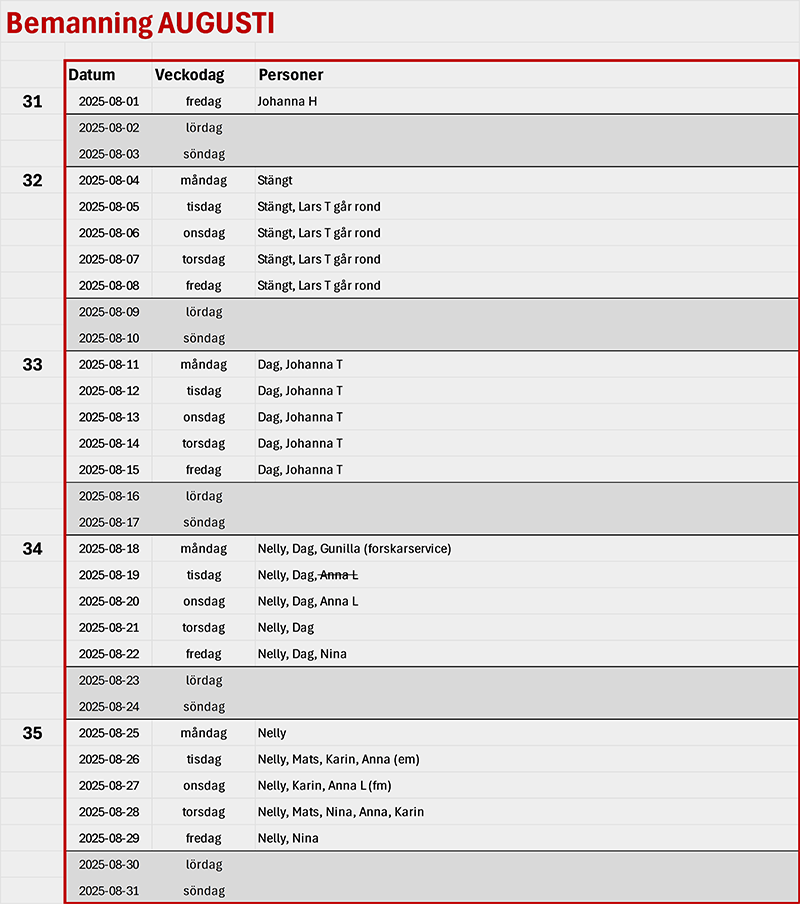 Bemanning AUGUSTI
Datum Veckodag Personer
31 2025-08-01 fredag Johanna H
2025-08-02 lördag
2025-08-03 söndag
32 2025-08-04 måndag Stängt
2025-08-05 tisdag Stängt, Lars T går rond
2025-08-06 onsdag Stängt, Lars T går rond
2025-08-07 torsdag Stängt, Lars T går rond
2025-08-08 fredag Stängt, Lars T går rond
2025-08-09 lördag
2025-08-10 söndag
33 2025-08-11 måndag Dag, Johanna T
2025-08-12 tisdag Dag, Johanna T
2025-08-13 onsdag Dag, Johanna T
2025-08-14 torsdag Dag, Johanna T
2025-08-15 fredag Dag, Johanna T
2025-08-16 lördag
2025-08-17 söndag
34 2025-08-18 måndag Nelly, Dag, Gunilla (forskarservice)
2025-08-19 tisdag Nelly, Dag, Anna L
2025-08-20 onsdag Nelly, Dag, Anna L
2025-08-21 torsdag Nelly, Dag
2025-08-22 fredag Nelly, Dag, Nina
2025-08-23 lördag
2025-08-24 söndag
35 2025-08-25 måndag Nelly
2025-08-26 tisdag Nelly, Mats, Karin, Anna (em)
2025-08-27 onsdag Nelly, Karin, Anna L (fm)
2025-08-28 torsdag Nelly, Mats, Nina, Anna, Karin
2025-08-29 fredag Nelly, Nina
2025-08-30 lördag
2025-08-31 söndag